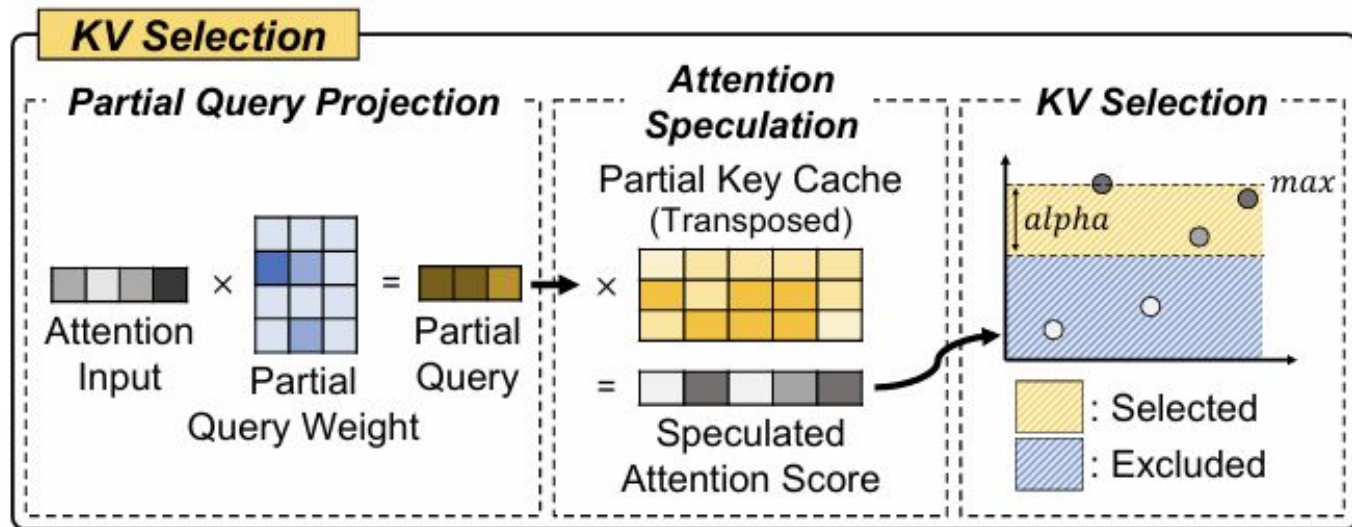 KV Selection
Partial Query Projection
Attention
Input
×
Partial
Query Weight
=
Partial
Query
Attention
Speculation
Partial Key Cache
(Transposed)
×
=
Speculated
Attention Score
KV Selection
max
alpha
: Selected
: Excluded